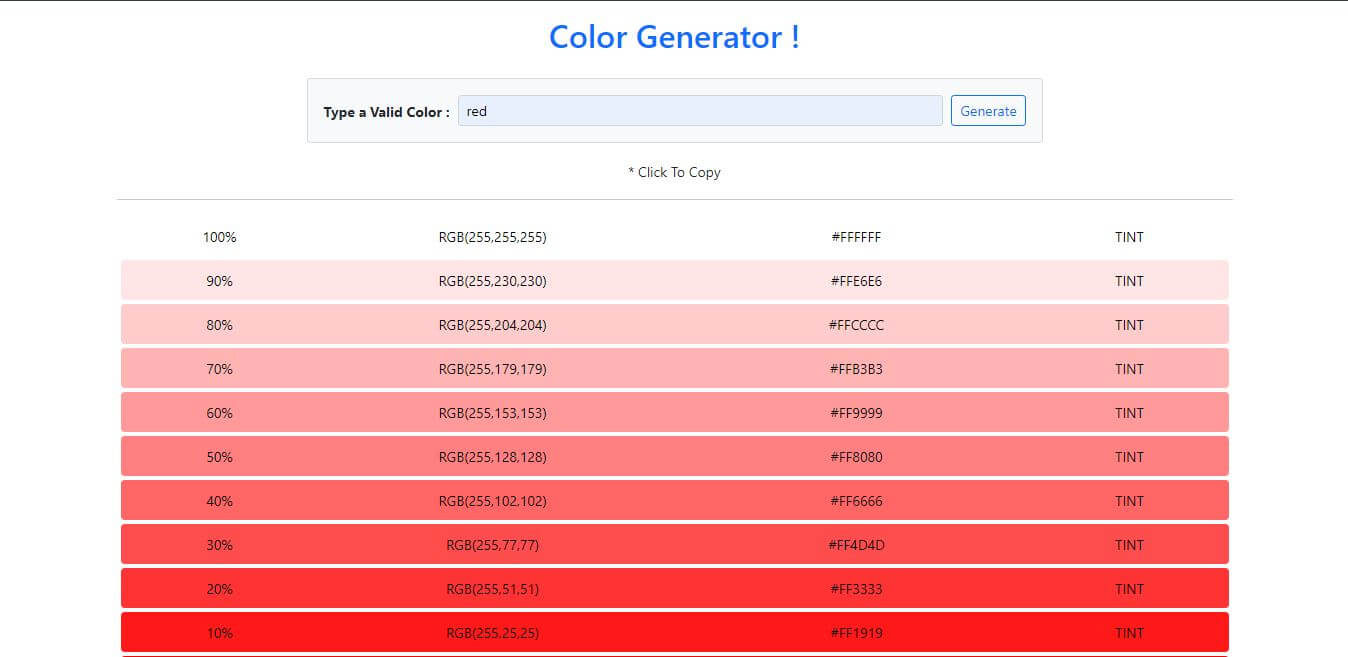 Color Generator !
Type a Valid Color : red Generate
* Click To Copy
100% RGB(255,255,255) #FFFFFF TINT
90% RGB(255,230,230) #FFE6E6 TINT
80% RGB(255,204,204) #FFCCCC TINT
70% RGB(255,179,179) #FFB3B3 TINT
60% RGB(255,153,153) #FF9999 TINT
50% RGB(255,128,128) #FF8080 TINT
40% RGB(255,102,102) #FF6666 TINT
30% RGB(255,77,77) #FF4D4D TINT
20% RGB(255,51,51) #FF3333 TINT
10% RGB(255,25,25) #FF1919 TINT